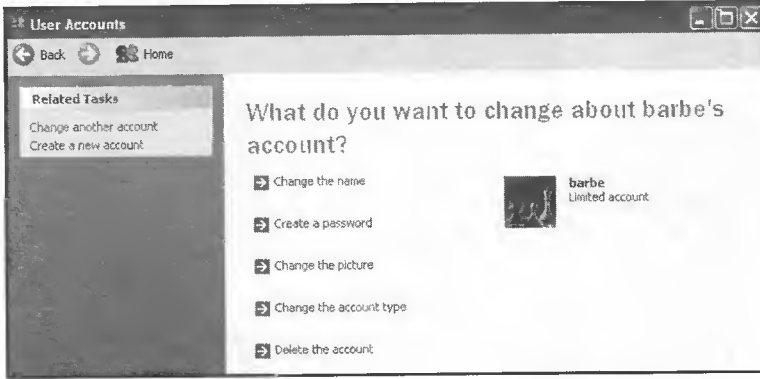 User Accounts
Back Home
Related Tasks
Change another account
Create a new account
What do you want to change about barbe's
account?
Change the name
Create a password
Change the picture
Change the account type
Delete the account
barbe
Limited account